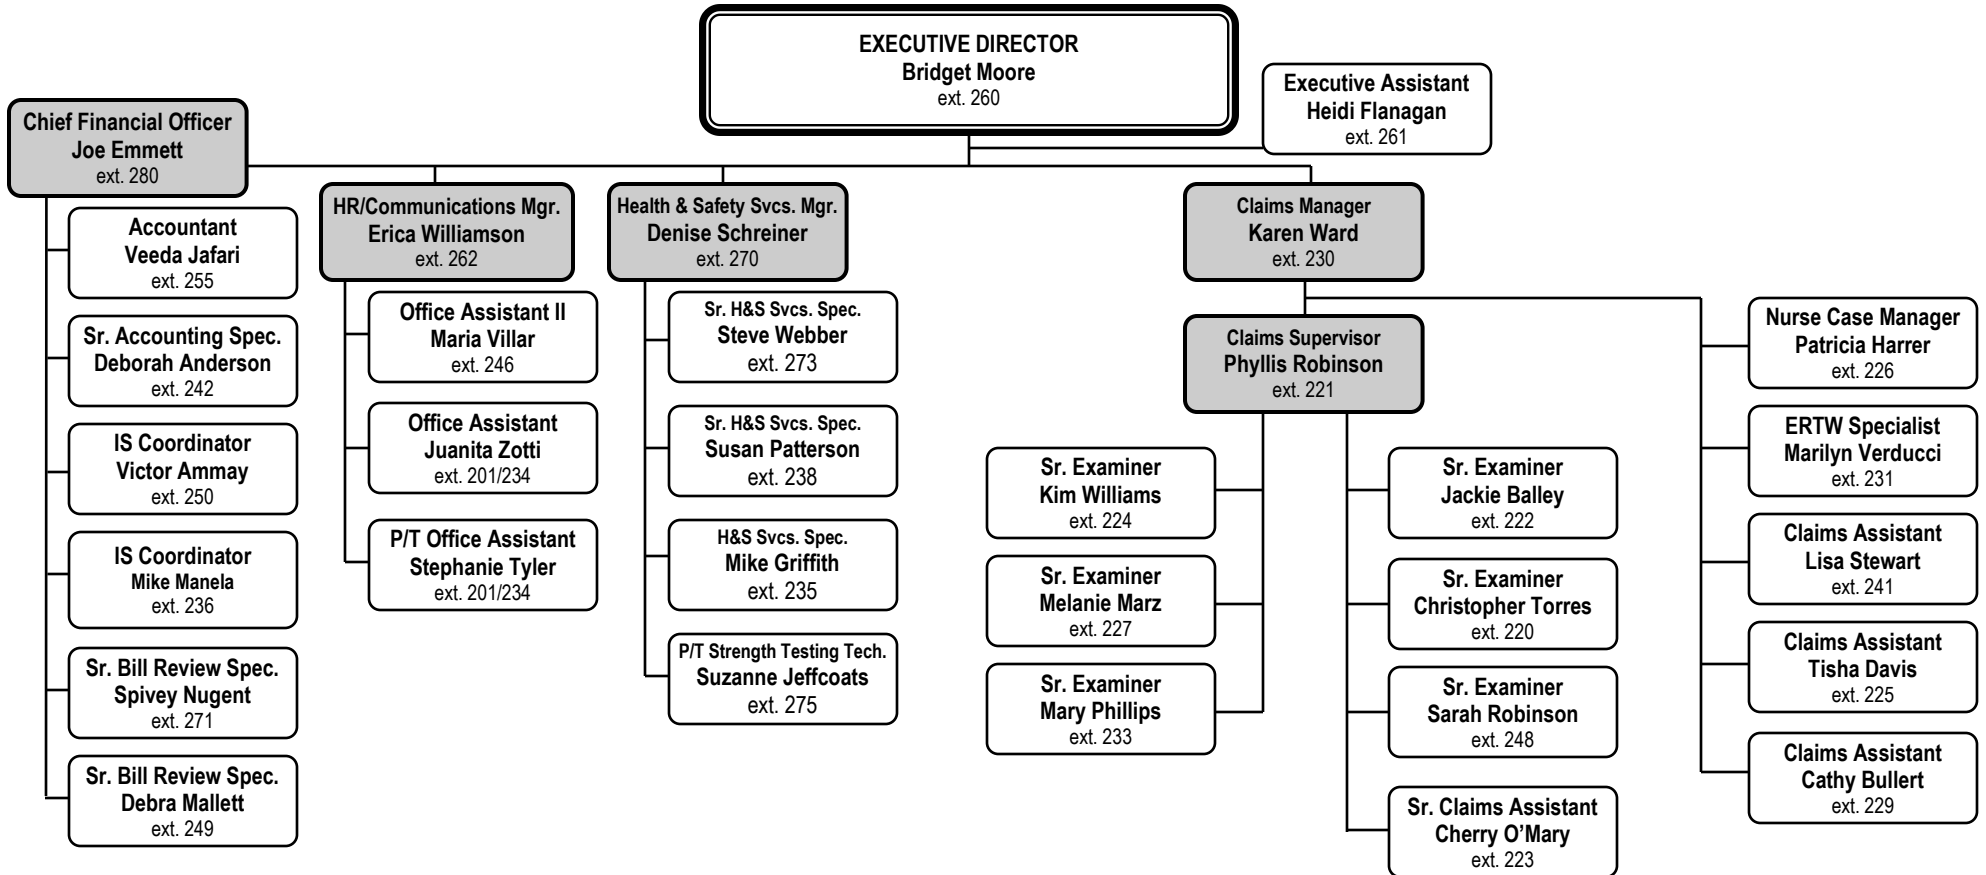 EXECUTIVE DIRECTOR
Bridget Moore
ext. 260
Executive Assistant
Heidi Flanagan
ext. 261
Chief Financial Officer
Joe Emmett
ext. 280
Accountant
Veeda Jafari
ext. 255
Sr. Accounting Spec.
Deborah Anderson
ext. 242
IS Coordinator
Victor Ammay
ext. 250
IS Coordinator
Mike Manela
ext. 236
Sr. Bill Review Spec.
Spivey Nugent
ext. 271
Sr. Bill Review Spec.
Debra Mallett
ext. 249
HR/Communications Mgr.
Erica Williamson
ext. 262
Office Assistant II
Maria Villar
ext. 246
Office Assistant
Juanita Zotti
ext. 201/234
P/T Office Assistant
Stephanie Tyler
ext. 201/234
Health & Safety Svcs. Mgr.
Denise Schreiner
ext. 270
Sr. H&S Svcs. Spec.
Steve Webber
ext. 273
Sr. H&S Svcs. Spec.
Susan Patterson
ext. 238
H&S Svcs. Spec.
Mike Griffith
ext. 235
P/T Strength Testing Tech.
Suzanne Jeffcoats
ext. 275
Claims Manager
Karen Ward
ext. 230
Claims Supervisor
Phyllis Robinson
ext. 221
Sr. Examiner
Kim Williams
ext. 224
Sr. Examiner
Melanie Marz
ext. 227
Sr. Examiner
Mary Phillips
ext. 233
Sr. Examiner
Jackie Balley
ext. 222
Sr. Examiner
Christopher Torres
ext. 220
Sr. Examiner
Sarah Robinson
ext. 248
Sr. Claims Assistant
Cherry O’Mary
ext. 223
Nurse Case Manager
Patricia Harrer
ext. 226
ERTW Specialist
Marilyn Verducci
ext. 231
Claims Assistant
Lisa Stewart
ext. 241
Claims Assistant
Tisha Davis
ext. 225
Claims Assistant
Cathy Bullert
ext. 229